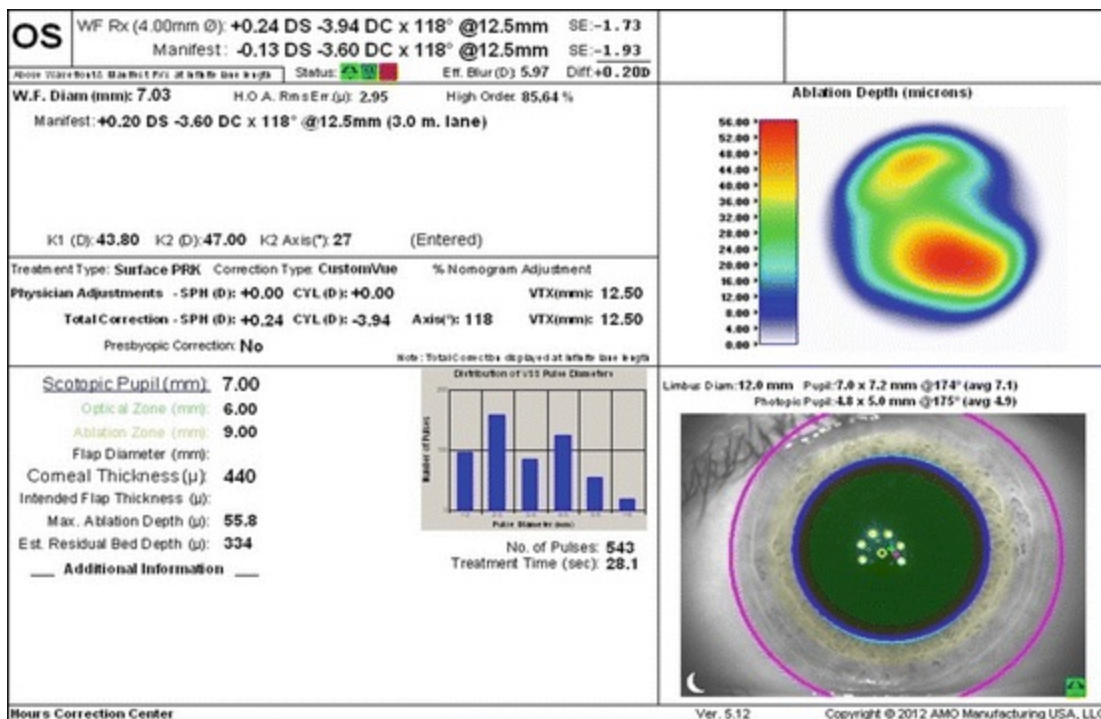 OS
WF Rx (4.00mm Ø): +0.24 DS -3.94 DC x 118° @12.5mm SE:-1.73
Manifest: -0.13 DS -3.60 DC x 118° @12.5mm SE:-1.93
Status: Eff. Blur (D): 5.97 Diff:+0.20D
W.F. Diam (mm): 7.03 H.O.A. RmsErr.(µ): 2.95 High Order: 85.64 %
Manifest: +0.20 DS -3.60 DC x 118° @12.5mm (3.0 m. lane)
K1 (D): 43.80 K2 (D): 47.00 K2 Axis(°): 27 (Entered)
Treatment Type: Surface PRK Correction Type: CustomVue % Nomogram Adjustment
Physician Adjustments - SPH (D): +0.00 CYL (D): +0.00 VTX(mm): 12.50
Total Correction - SPH (D): +0.24 CYL (D): -3.94 Axis(°): 118 VTX(mm): 12.50
Presbyopic Correction: No
Note: Total Correction displayed at infinite lane length
Scotopic Pupil (mm): 7.00
Optical Zone (mm): 6.00
Ablation Zone (mm): 9.00
Flap Diameter (mm):
Corneal Thickness (µ): 440
Intended Flap Thickness (µ):
Max. Ablation Depth (µ): 55.8
Est. Residual Bed Depth (µ): 334
Additional Information
Distribution of VSS Pulse Diameters
Number of Pulses
Pulse Diameter (mm)
No. of Pulses: 543
Treatment Time (sec): 28.1
Ablation Depth (microns)
56.00
52.00
48.00
44.00
40.00
36.00
32.00
28.00
24.00
20.00
16.00
12.00
8.00
4.00
0.00
Limbus Diam:12.0 mm Pupil:7.0 x 7.2 mm @174° (avg 7.1)
Photopic Pupil:4.8 x 5.0 mm @175° (avg 4.9)
Hours Correction Center
Ver. 5.12 Copyright © 2012 AMO Manufacturing USA, LLC